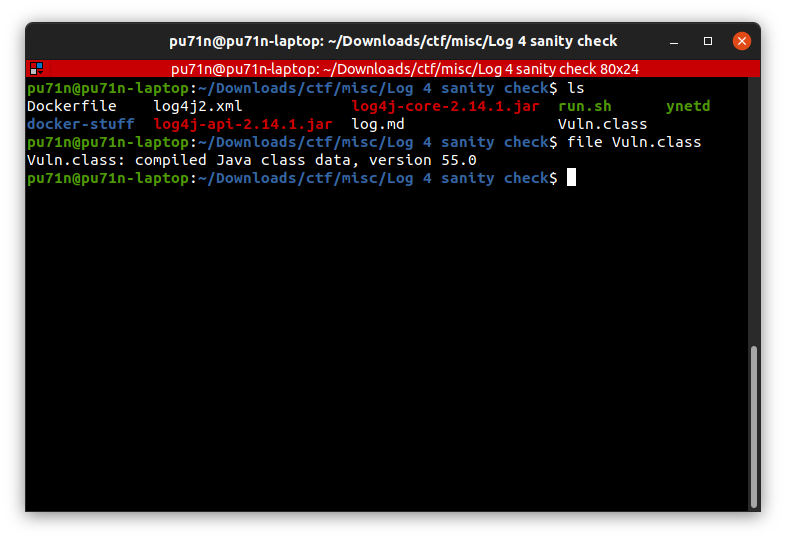 pu71n@pu71n-laptop: ~/Downloads/ctf/misc/Log 4 sanity check
pu71n@pu71n-laptop: ~/Downloads/ctf/misc/Log 4 sanity check 80x24
pu71n@pu71n-laptop:~/Downloads/ctf/misc/Log 4 sanity check$ ls
Dockerfile    log4j2.xml            log4j-core-2.14.1.jar  run.sh      ynetd
docker-stuff  log4j-api-2.14.1.jar  log.md                 Vuln.class
pu71n@pu71n-laptop:~/Downloads/ctf/misc/Log 4 sanity check$ file Vuln.class
Vuln.class: compiled Java class data, version 55.0
pu71n@pu71n-laptop:~/Downloads/ctf/misc/Log 4 sanity check$